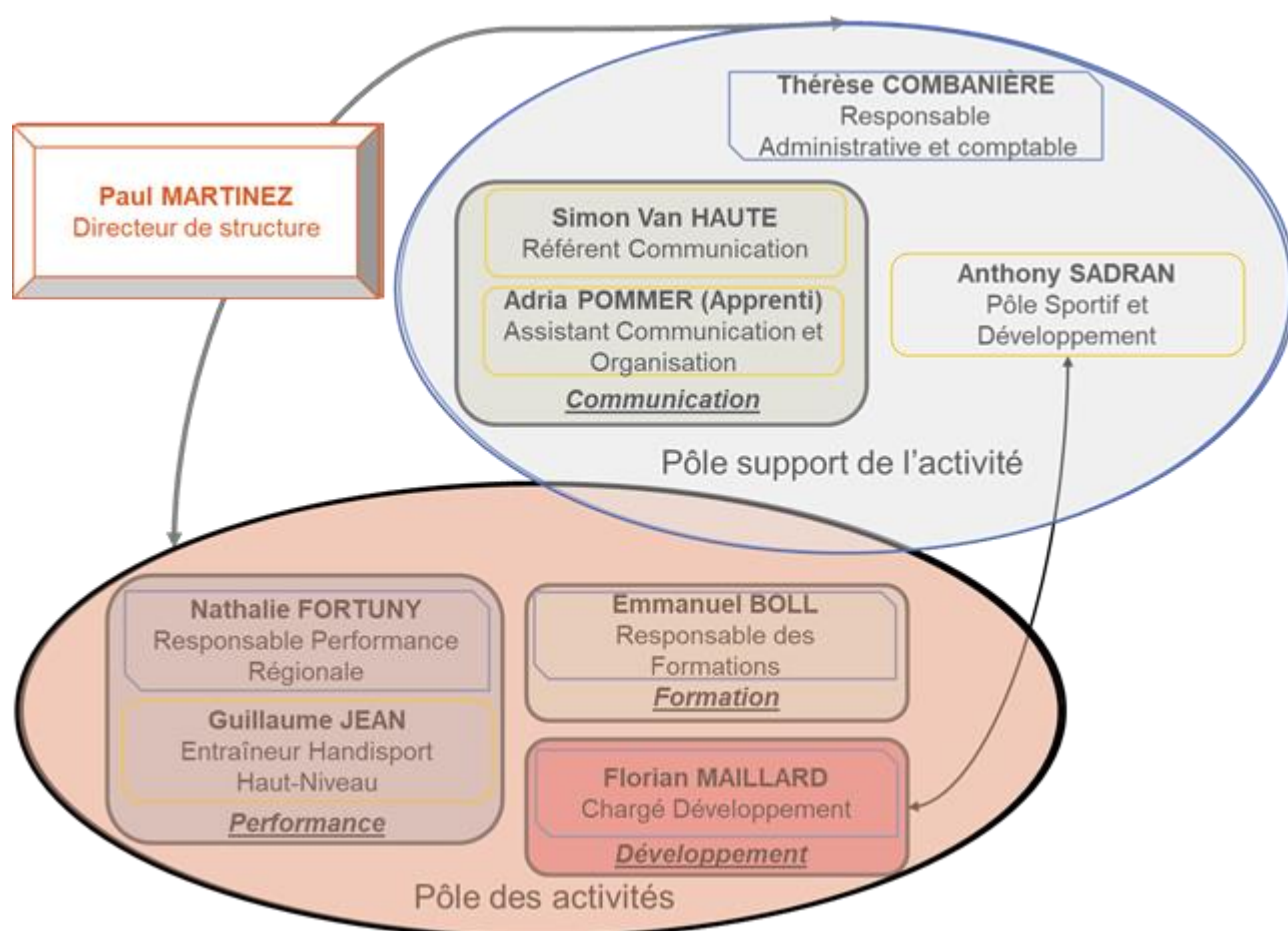 Thérèse COMBANIÈRE
Responsable
Administrative et comptable
Paul MARTINEZ
Directeur de structure
Simon Van HAUTE
Référent Communication
Adria POMMER (Apprenti)
Assistant Communication et
Organisation
Communication
Anthony SADRAN
Pôle Sportif et
Développement
Pôle support de l'activité
Nathalie FORTUNY
Responsable Performance
Régionale
Guillaume JEAN
Entraîneur Handisport
Haut-Niveau
Performance
Emmanuel BOLL
Responsable des
Formations
Formation
Florian MAILLARD
Chargé Développement
Développement
Pôle des activités